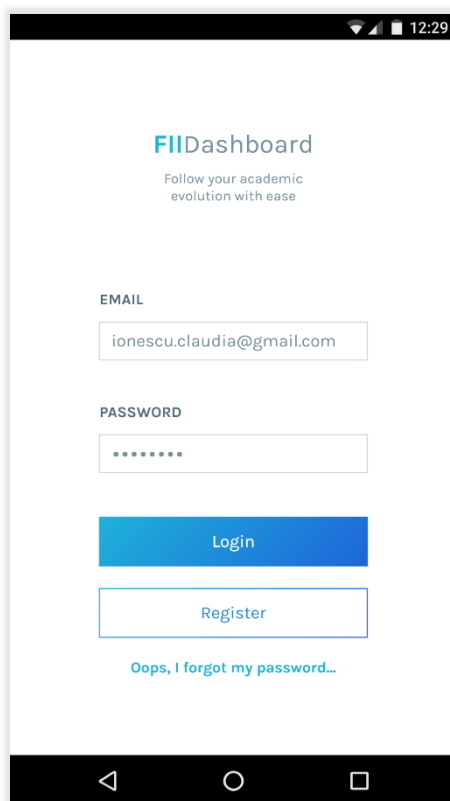 12:29
FIIDashboard
Follow your academic
evolution with ease
EMAIL
ionescu.claudia@gmail.com
PASSWORD
••••••••
Login
Register
Oops, I forgot my password...